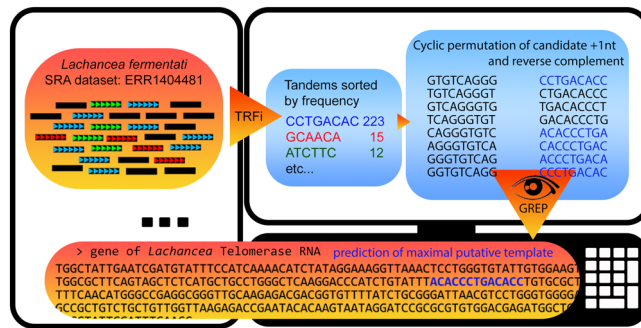 Lachancea fermentati
SRA dataset: ERR1404481
TRFi
Tandems sorted
by frequency
CCTGACAC 223
GCAACA 15
ATCTTC 12
etc...
Cyclic permutation of candidate +1nt
and reverse complement
GTGTCAGGG CCTGACACC
TGTCAGGGT CTGACACCC
GTCAGGGTG TGACACCCT
TCAGGGTGT GACACCCTG
CAGGGTGTC ACACCCTGA
AGGGTGTCA CACCCTGAC
GGGTGTCAG ACCCTGACA
GGTGTCAGG CCCTGACAC
GREP
> gene of Lachancea Telomerase RNA prediction of maximal putative template
TGGCTATTGAATCGATGTATTTCCATCAAAACATCTATAGGAAAGGTTAAACTCCTGGGTGTATTGTGGAAGT
TGGCGCTTCAGTAGCTCTCATGCTGCCTGGGCTCAAGGACCCATCTGTATTTACACCCTGACACCTGTGCGTC
TTTCAACATGGGCCGAGGCGGGTTGCAAGAGACGACGGTGTTTTATCTGCGGGATTAACGTCCTGGGTGGGG
GCCGCTGTCTGCTGTTGGTTAAGAGACCGAATACACAAGTAATAGGATCCGCGCGTGTGGACGAGATGGCTG